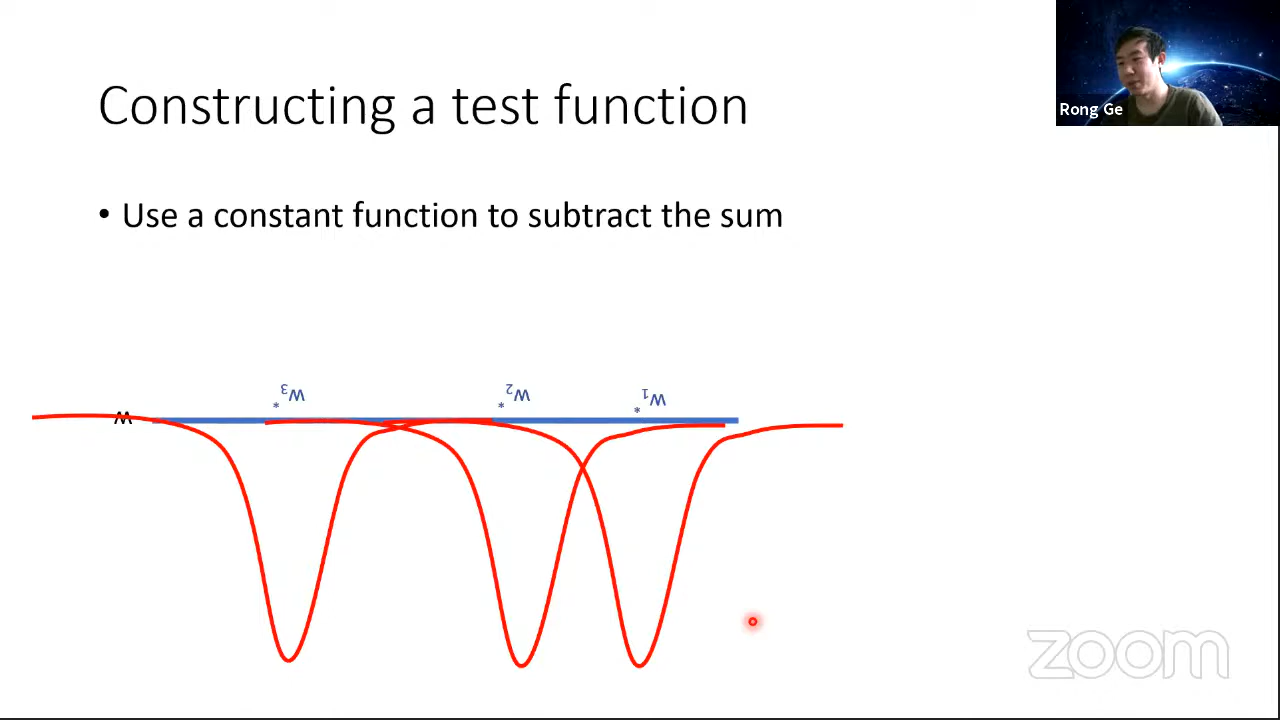 Rong Ge
Constructing a test function
• Use a constant function to subtract the sum
w₃*
w₂*
w₁*
w
zoom